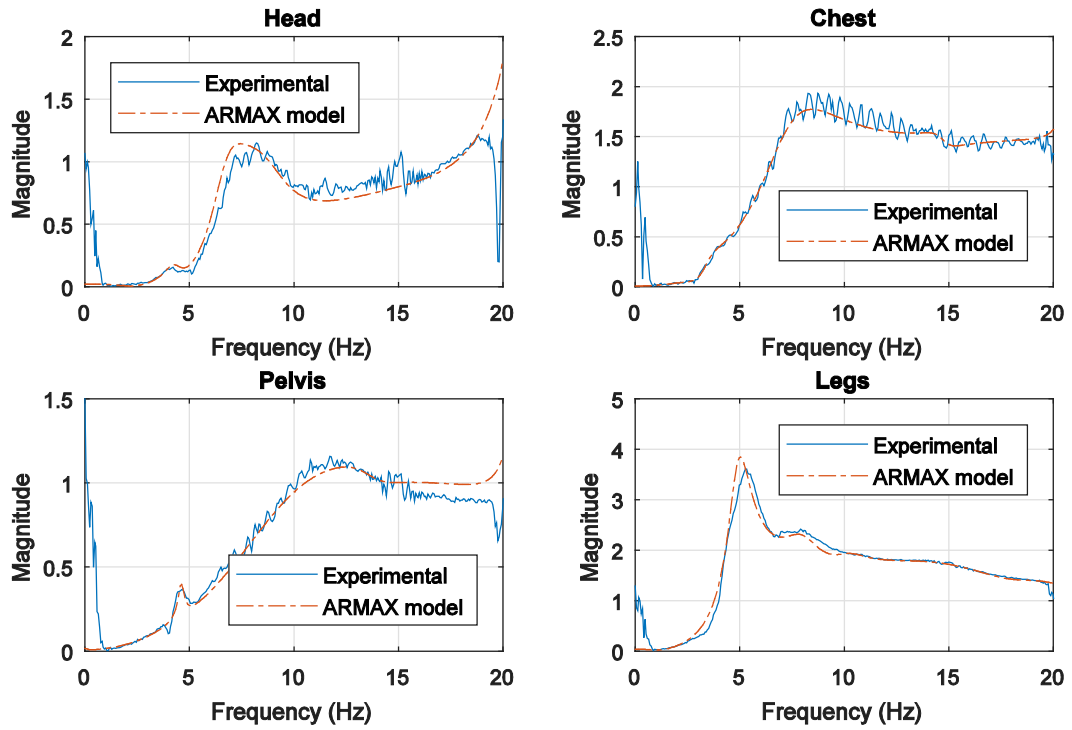 Head
2
1.5
1
0.5
0
Magnitude
Experimental
ARMAX model
0 5 10 15 20
Frequency (Hz)
Chest
2.5
2
1.5
1
0.5
0
Magnitude
Experimental
ARMAX model
0 5 10 15 20
Frequency (Hz)
Pelvis
1.5
1
0.5
0
Magnitude
Experimental
ARMAX model
0 5 10 15 20
Frequency (Hz)
Legs
5
4
3
2
1
0
Magnitude
Experimental
ARMAX model
0 5 10 15 20
Frequency (Hz)